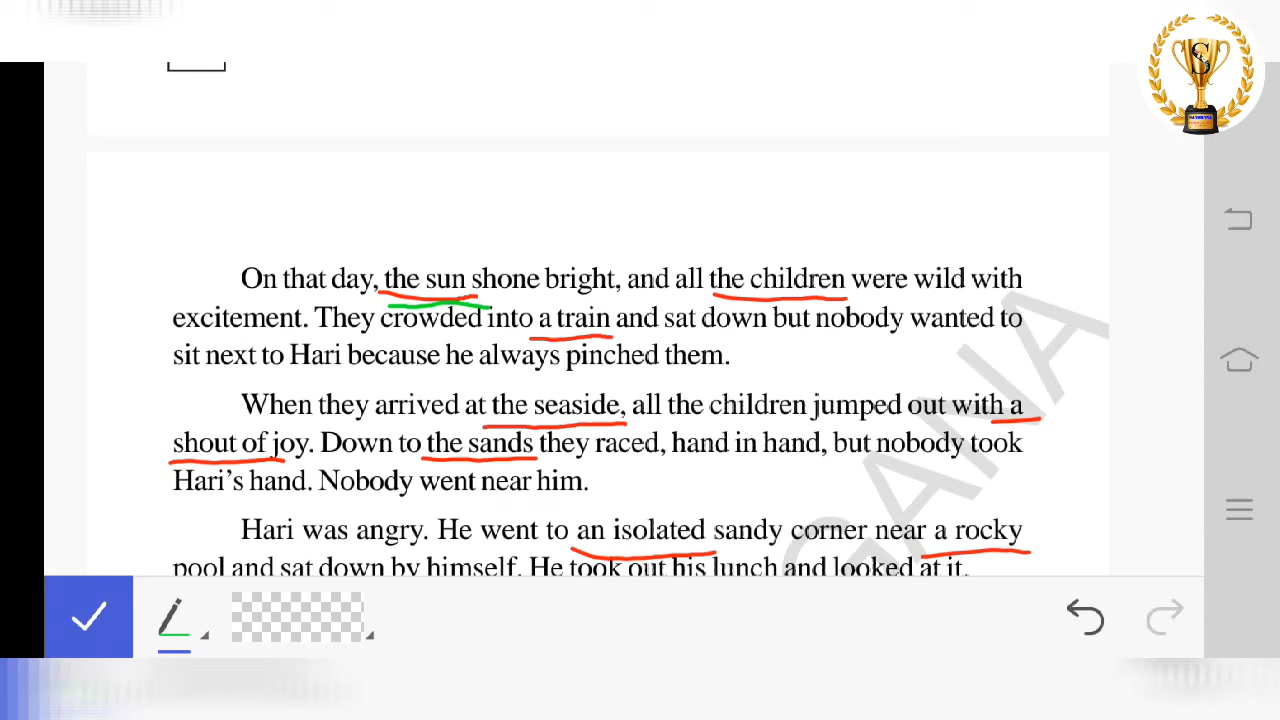 On that day, the sun shone bright, and all the children were wild with
excitement. They crowded into a train and sat down but nobody wanted to
sit next to Hari because he always pinched them.
When they arrived at the seaside, all the children jumped out with a
shout of joy. Down to the sands they raced, hand in hand, but nobody took
Hari's hand. Nobody went near him.
Hari was angry. He went to an isolated sandy corner near a rocky
pool and sat down by himself. He took out his lunch and looked at it.
GANA
S